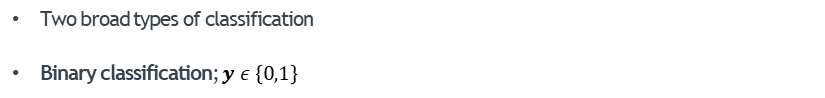 • Two broad types of classification
• Binary classification; y ϵ {0,1}